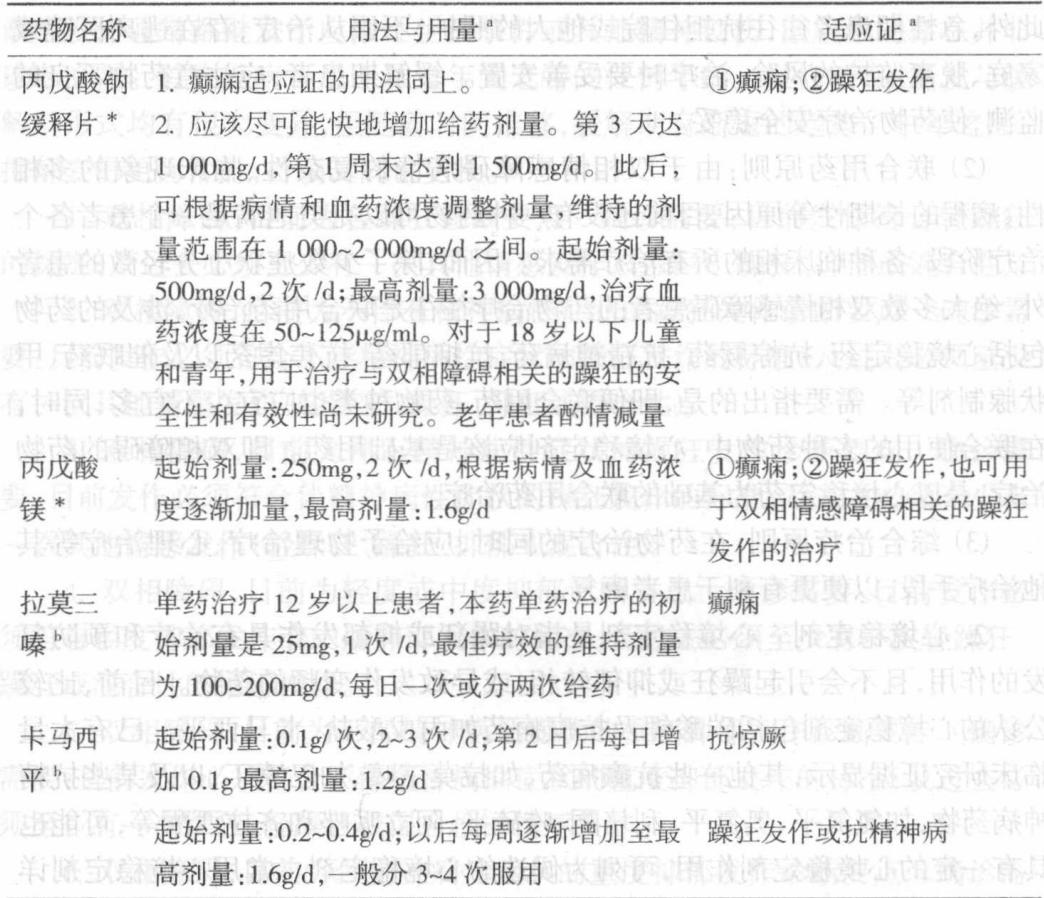 药物名称 用法与用量* 适应证*
丙戊酸钠 1. 癫痫适应证的用法同上。 ①癫痫;②躁狂发作
缓释片* 2. 应该尽可能快地增加给药剂量。第 3 天达
1 000mg/d,第 1 周末达到 1 500mg/d。此后,
可根据病情和血药浓度调整剂量,维持的剂
量范围在 1 000~2 000mg/d 之间。起始剂量:
500mg/d,2 次 /d;最高剂量:3 000mg/d,治疗血
药浓度在 50~125μg/ml。对于 18 岁以下儿童
和青年,用于治疗与双相障碍相关的躁狂的安
全性和有效性尚未研究。老年患者酌情减量
丙戊酸 起始剂量:250mg,2 次 /d,根据病情及血药浓 ①癫痫;②躁狂发作,也可用
镁 度逐渐加量,最高剂量:1.6g/d 于双相情感障碍相关的躁狂
发作的治疗
拉莫三 单药治疗 12 岁以上患者,本药单药治疗的初 癫痫
嗪 始剂量是 25mg,1 次 /d,最佳疗效的维持剂量
为 100~200mg/d,每日一次或分两次给药
卡马西 起始剂量:0.1g/ 次,2~3 次 /d;第 2 日后每日增 抗惊厥
平 加 0.1g 最高剂量:1.2g/d
起始剂量:0.2~0.4g/d;以后每周逐渐增加至最 躁狂发作或抗精神病
高剂量:1.6g/d,一般分 3~4 次服用